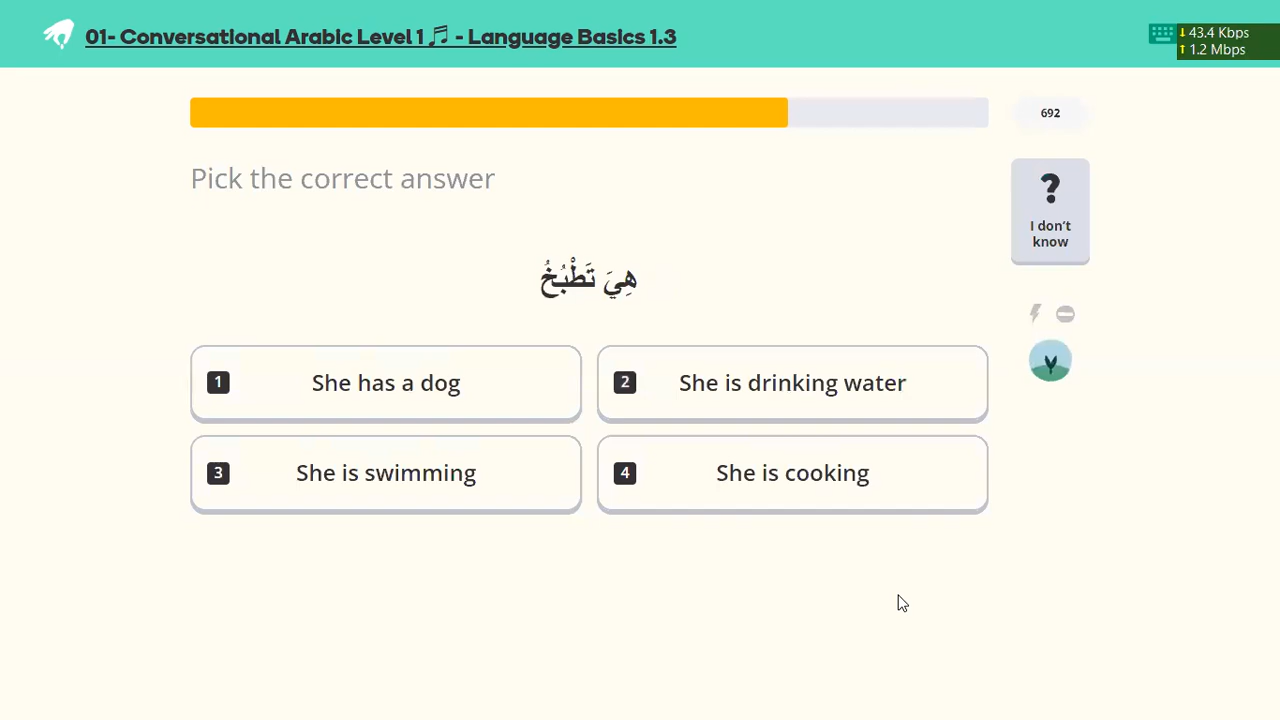 01- Conversational Arabic Level 1 🎵 - Language Basics 1.3
↓ 43.4 Kbps
↑ 1.2 Mbps
692
Pick the correct answer
?
I don't
know
هِيَ تَطْبُخُ
1 She has a dog
2 She is drinking water
3 She is swimming
4 She is cooking